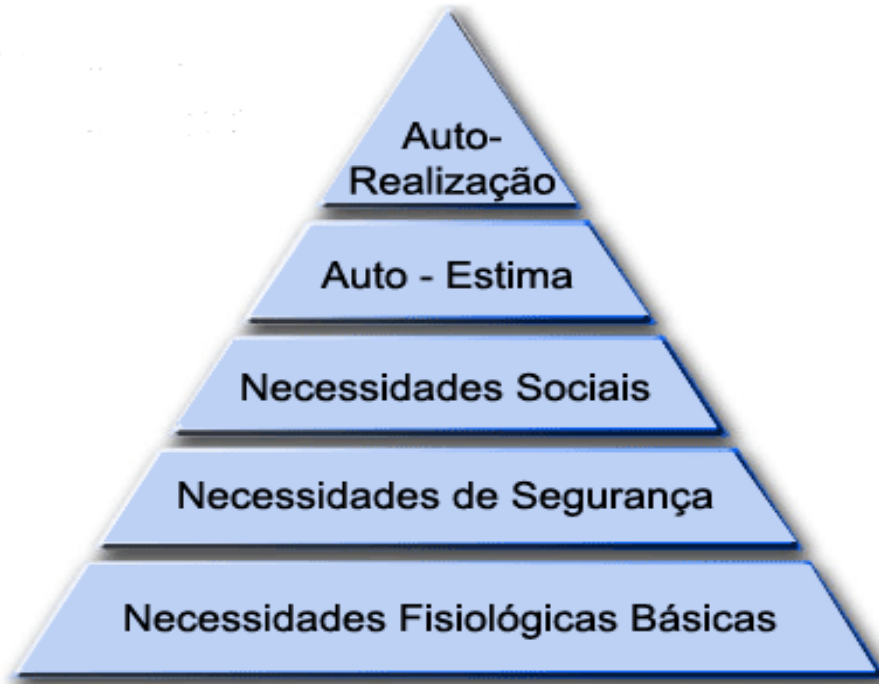 Auto-
Realização
Auto - Estima
Necessidades Sociais
Necessidades de Segurança
Necessidades Fisiológicas Básicas